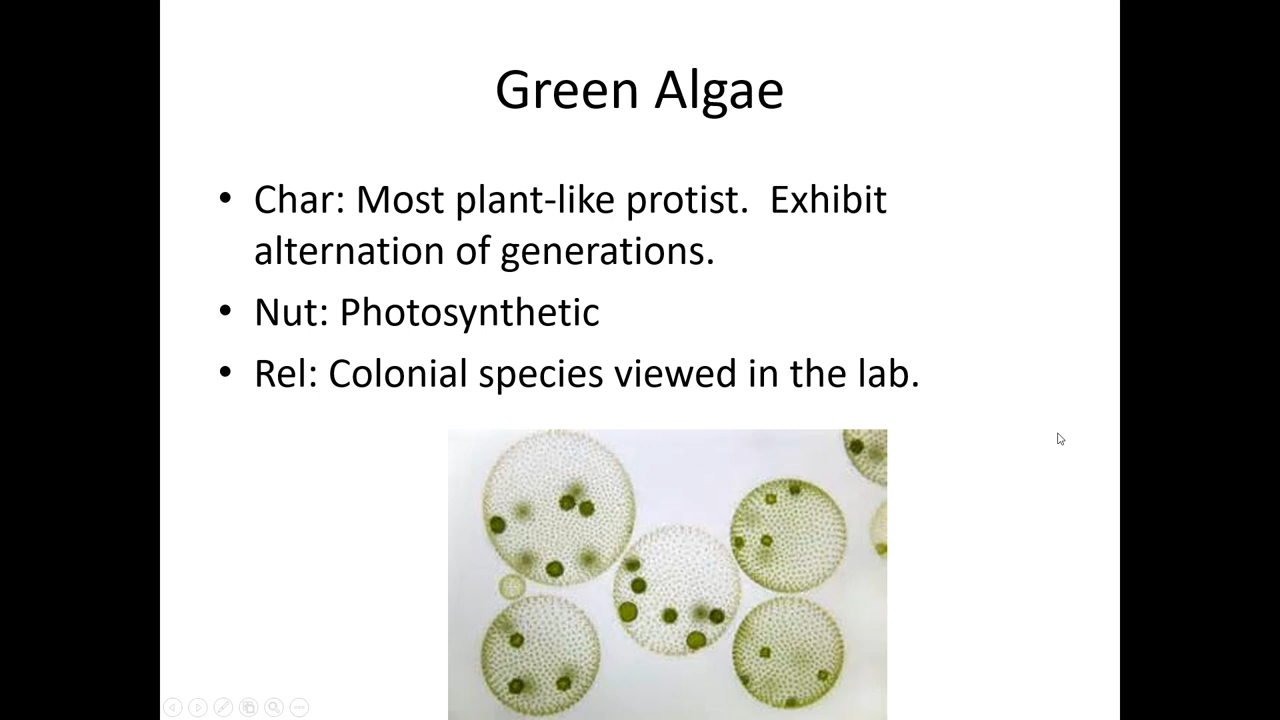 Green Algae
• Char: Most plant-like protist.  Exhibit
alternation of generations.
• Nut: Photosynthetic
• Rel: Colonial species viewed in the lab.